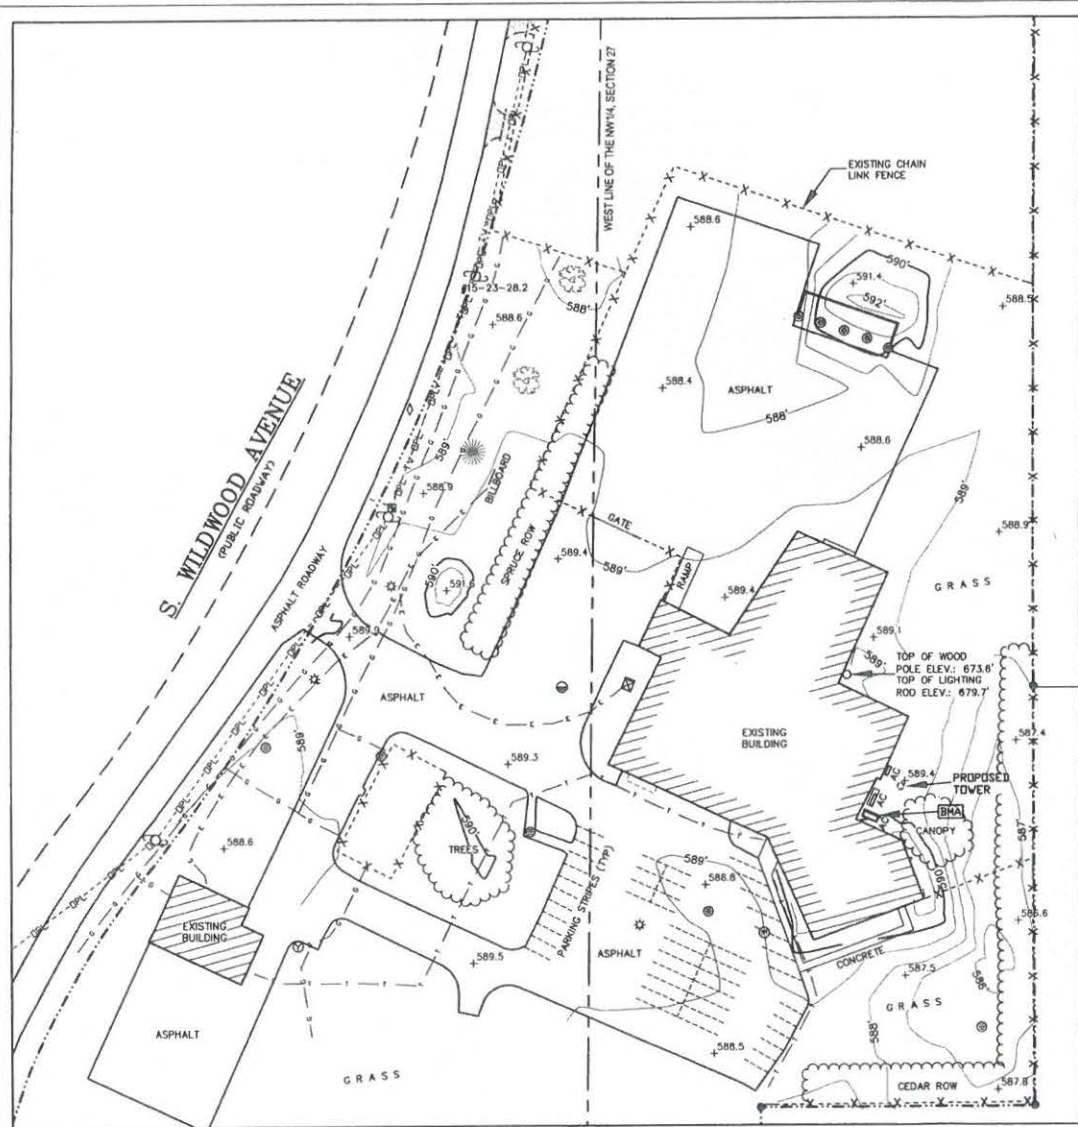 WEST LINE OF THE NW1/4, SECTION 27
EXISTING CHAIN
LINK FENCE
588.6
590'
591.4
592'
588.5
15-23-28.2
588'
588.6
588.4
ASPHALT
588'
588.6
S. WILDWOOD AVENUE
(PUBLIC ROADWAY)
ASPHALT ROADWAY
589'
588.9
BILLBOARD
SPRUCE ROW
GATE
589'
588.9
589.4
589'
RAMP
590'
589.4
GRASS
589.9
589.1
589'
TOP OF WOOD
POLE ELEV.: 673.6'
TOP OF LIGHTING
ROD ELEV.: 679.7'
ASPHALT
589'
589.3
EXISTING
BUILDING
587.4
589.4
PROPOSED
TOWER
AC
AC
AC
BMA
CANOPY
587'
590'
TREES
588.6
PARKING STRIPES (TYP)
589'
588.8
EXISTING
BUILDING
589.5
ASPHALT
CONCRETE
587.5
586'
GRASS
588'
ASPHALT
588.5
GRASS
CEDAR ROW
587.8